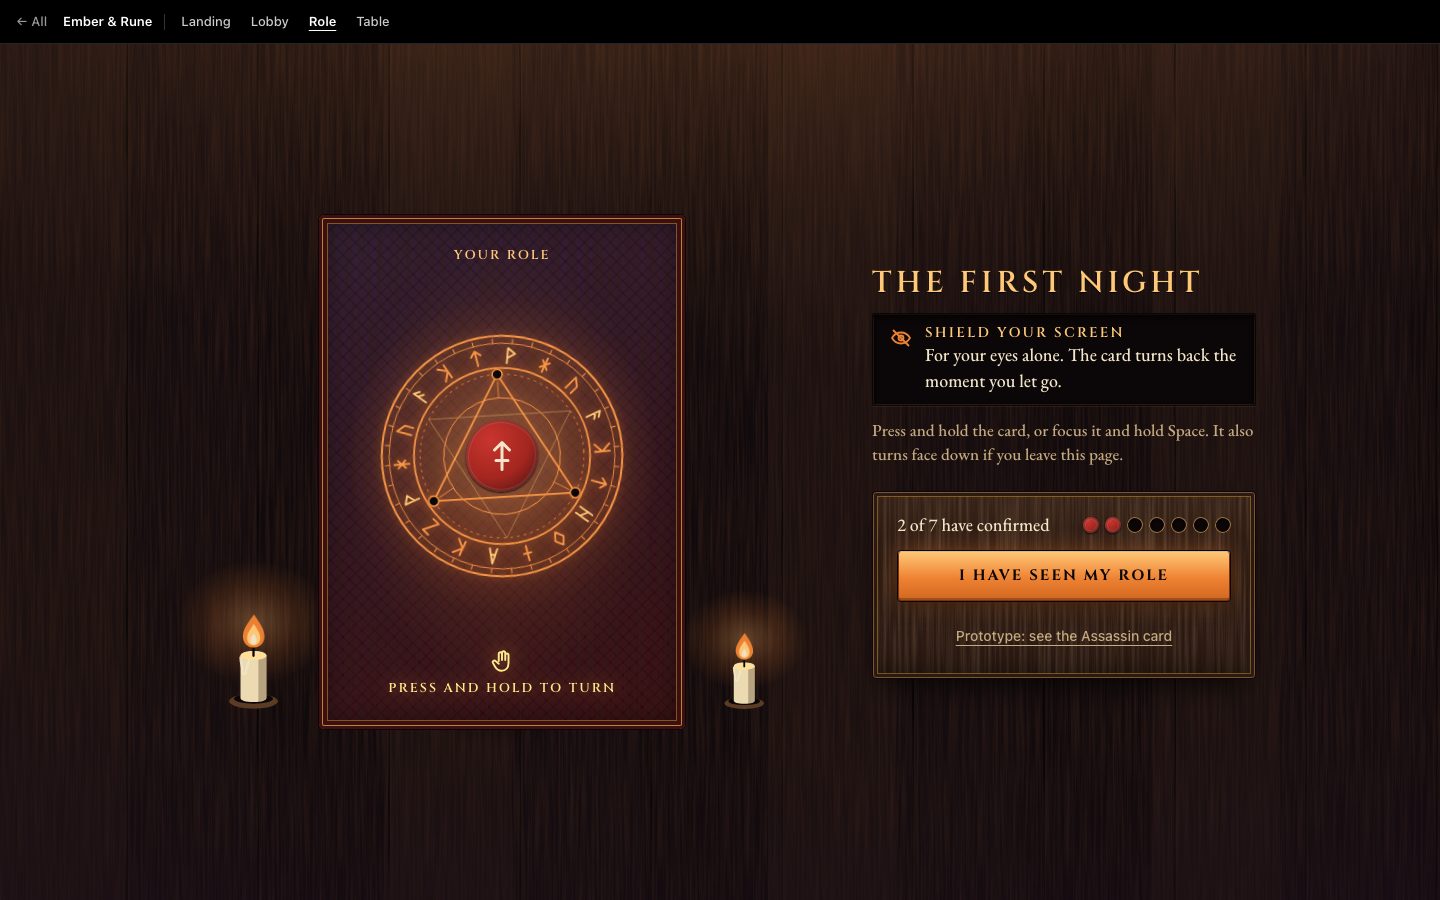 ← All Ember & Rune Landing Lobby Role Table
YOUR ROLE
PRESS AND HOLD TO TURN
THE FIRST NIGHT
SHIELD YOUR SCREEN
For your eyes alone. The card turns back the
moment you let go.
Press and hold the card, or focus it and hold Space. It also
turns face down if you leave this page.
2 of 7 have confirmed
I HAVE SEEN MY ROLE
Prototype: see the Assassin card